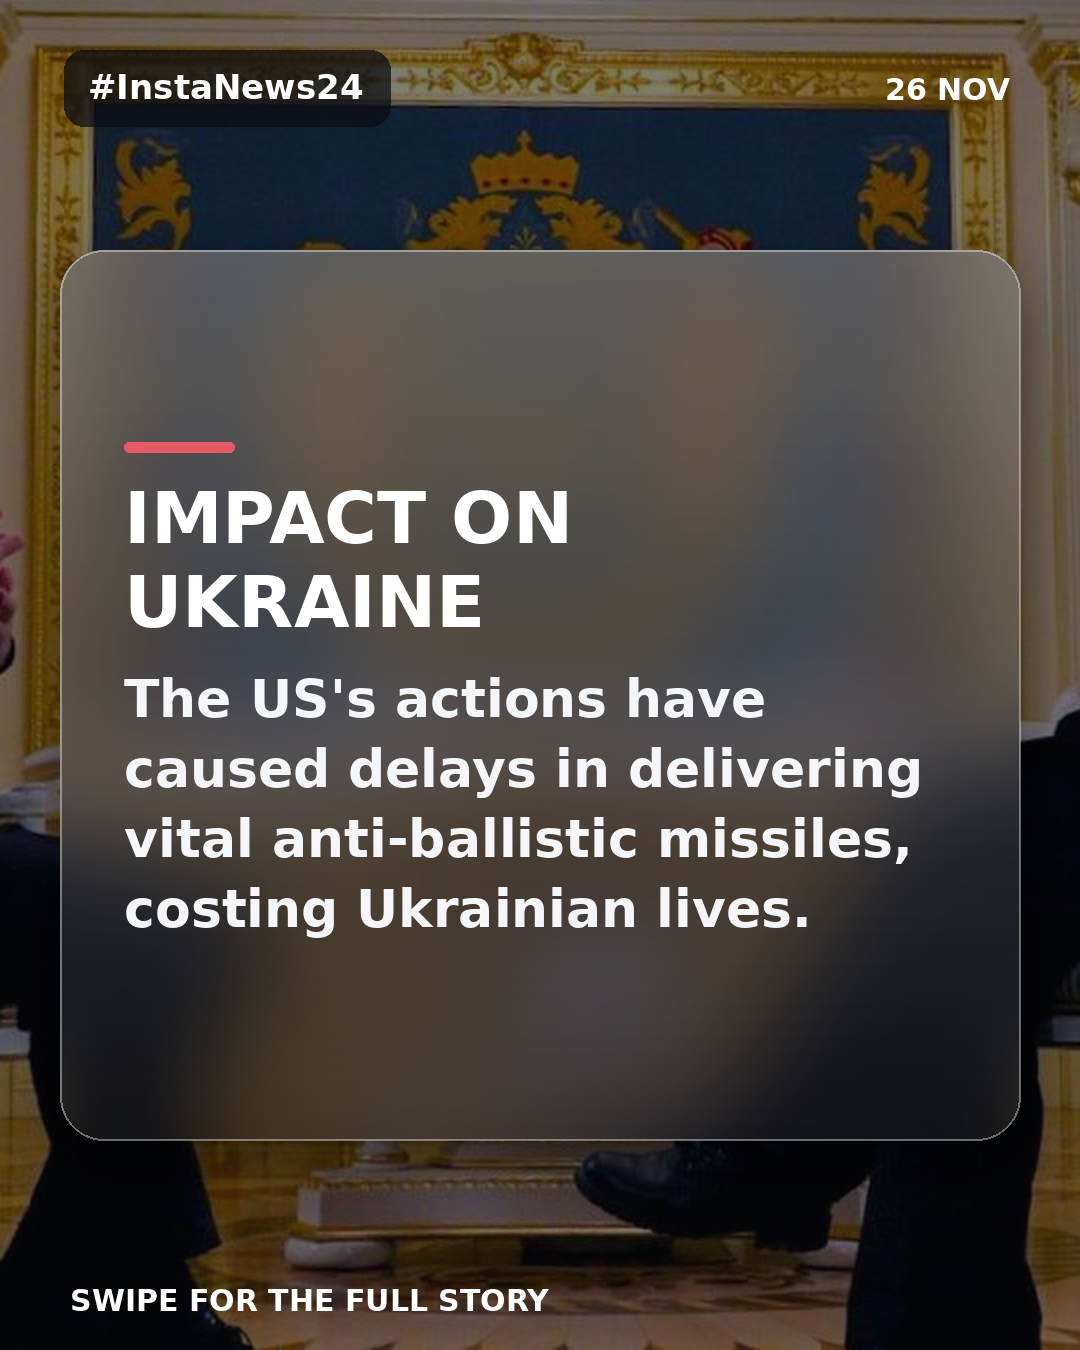 #InstaNews24
26 NOV
IMPACT ON
UKRAINE
The US's actions have
caused delays in delivering
vital anti-ballistic missiles,
costing Ukrainian lives.
SWIPE FOR THE FULL STORY